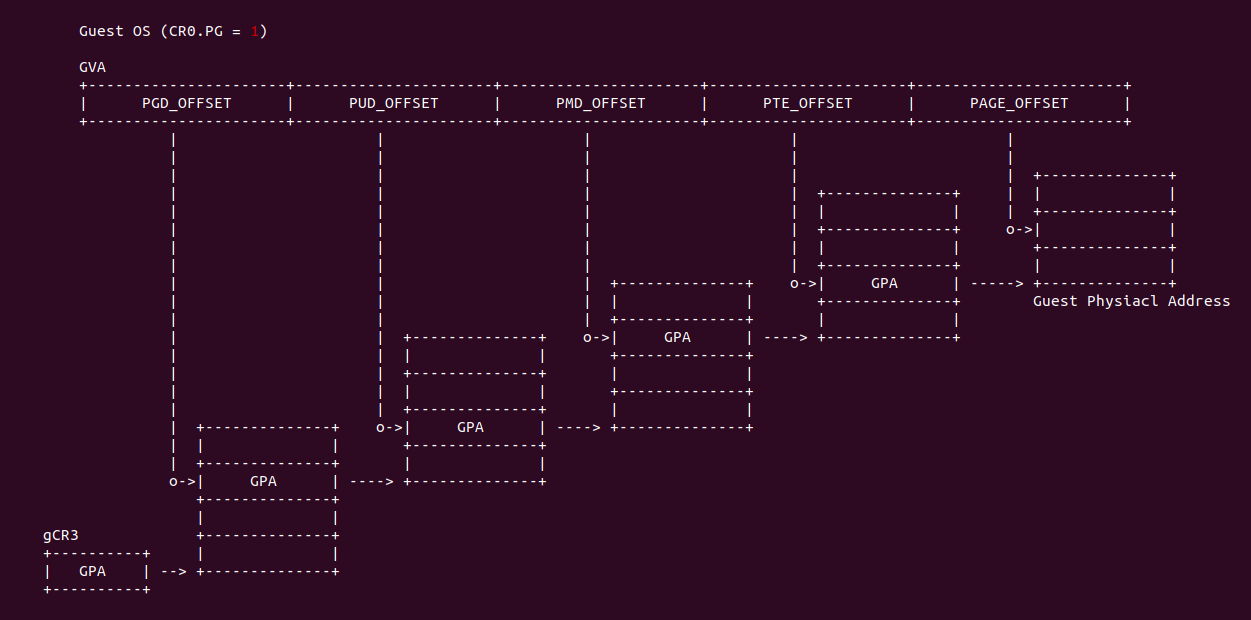 Guest OS (CR0.PG = 1)
GVA
PGD_OFFSET PUD_OFFSET PMD_OFFSET PTE_OFFSET PAGE_OFFSET
GPA
Guest Physiacl Address
GPA
GPA
GPA
gCR3
GPA